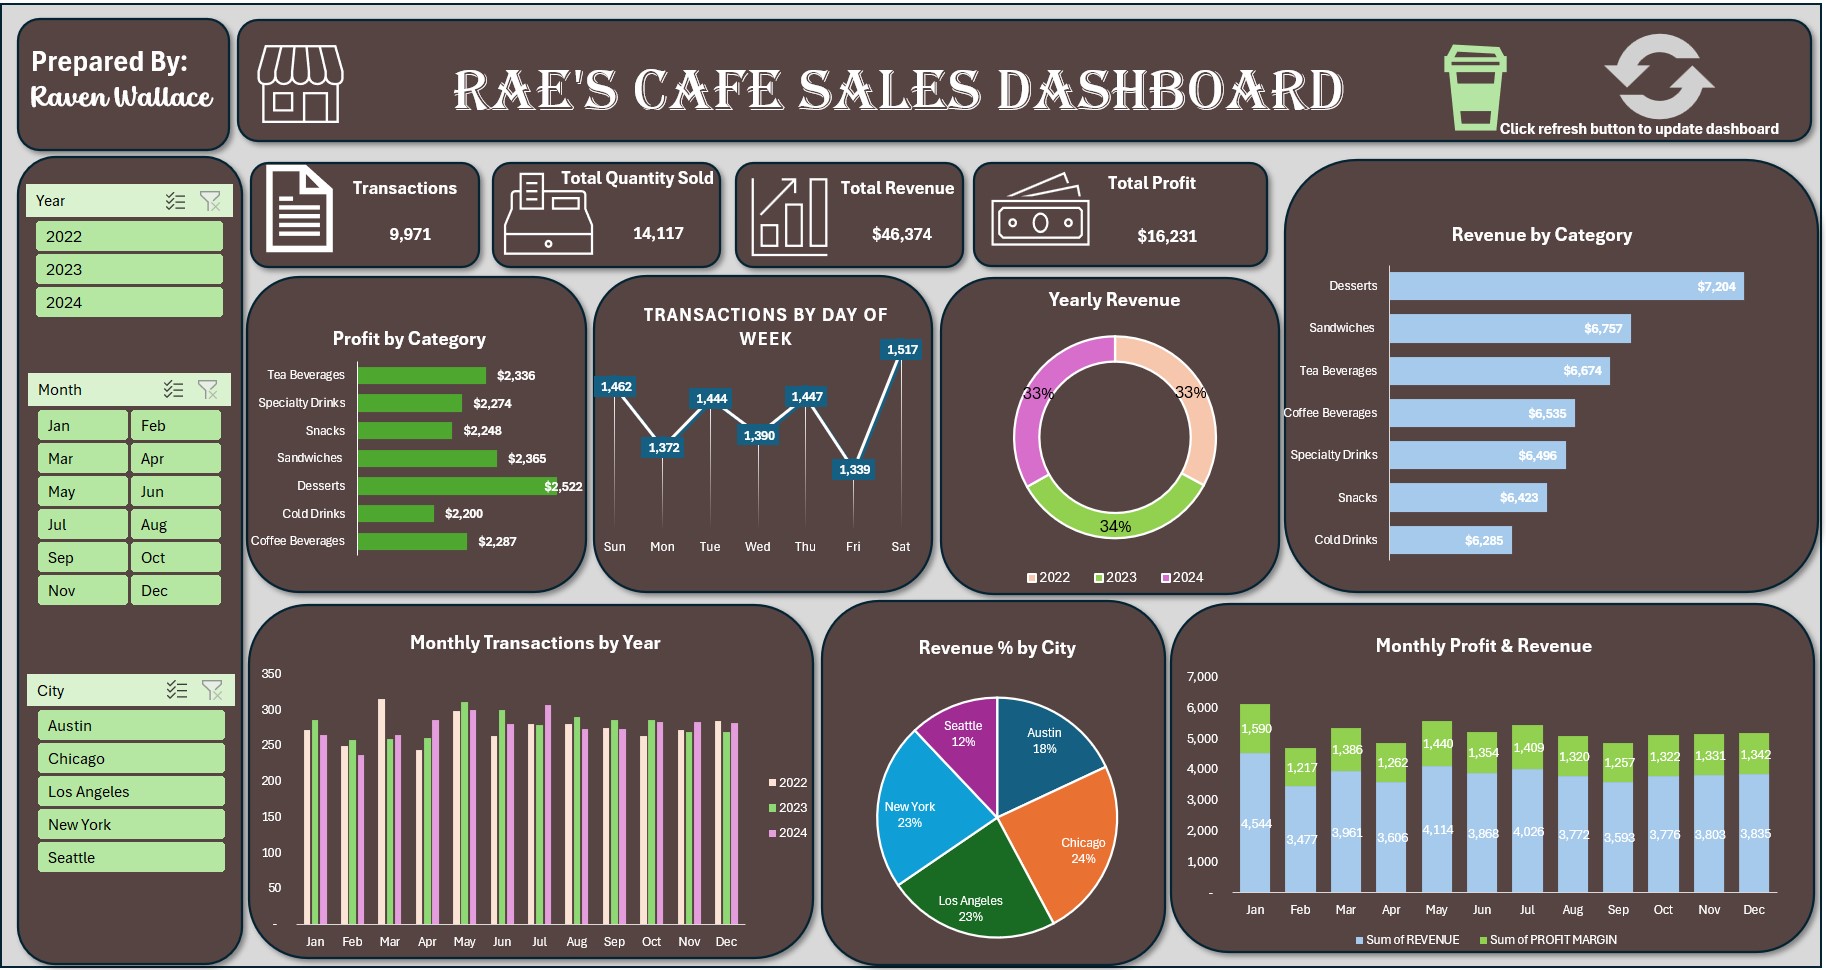 Prepared By:
Raven Wallace
RAE'S CAFE SALES DASHBOARD
Click refresh button to update dashboard
Year
2022
2023
2024
Month
Jan Feb
Mar Apr
May Jun
Jul Aug
Sep Oct
Nov Dec
City
Austin
Chicago
Los Angeles
New York
Seattle
Transactions
9,971
Total Quantity Sold
14,117
Total Revenue
$46,374
Total Profit
$16,231
Profit by Category
Tea Beverages $2,336
Specialty Drinks $2,274
Snacks $2,248
Sandwiches $2,365
Desserts $2,522
Cold Drinks $2,200
Coffee Beverages $2,287
TRANSACTIONS BY DAY OF
WEEK
1,462 1,372 1,444 1,390 1,447 1,339 1,517
Sun Mon Tue Wed Thu Fri Sat
Yearly Revenue
33% 33%
34%
2022 2023 2024
Revenue by Category
Desserts $7,204
Sandwiches $6,757
Tea Beverages $6,674
Coffee Beverages $6,535
Specialty Drinks $6,496
Snacks $6,423
Cold Drinks $6,285
Monthly Transactions by Year
350
300
250
200
150
100
50
-
Jan Feb Mar Apr May Jun Jul Aug Sep Oct Nov Dec
2022
2023
2024
Revenue % by City
Seattle
12%
Austin
18%
New York
23%
Chicago
24%
Los Angeles
23%
Monthly Profit & Revenue
7,000
6,000
5,000
4,000
3,000
2,000
1,000
-
1,590 1,217 1,386 1,262 1,440 1,354 1,409 1,320 1,257 1,322 1,331 1,342
4,544 3,477 3,961 3,606 4,114 3,868 4,026 3,772 3,593 3,776 3,803 3,835
Jan Feb Mar Apr May Jun Jul Aug Sep Oct Nov Dec
Sum of REVENUE Sum of PROFIT MARGIN